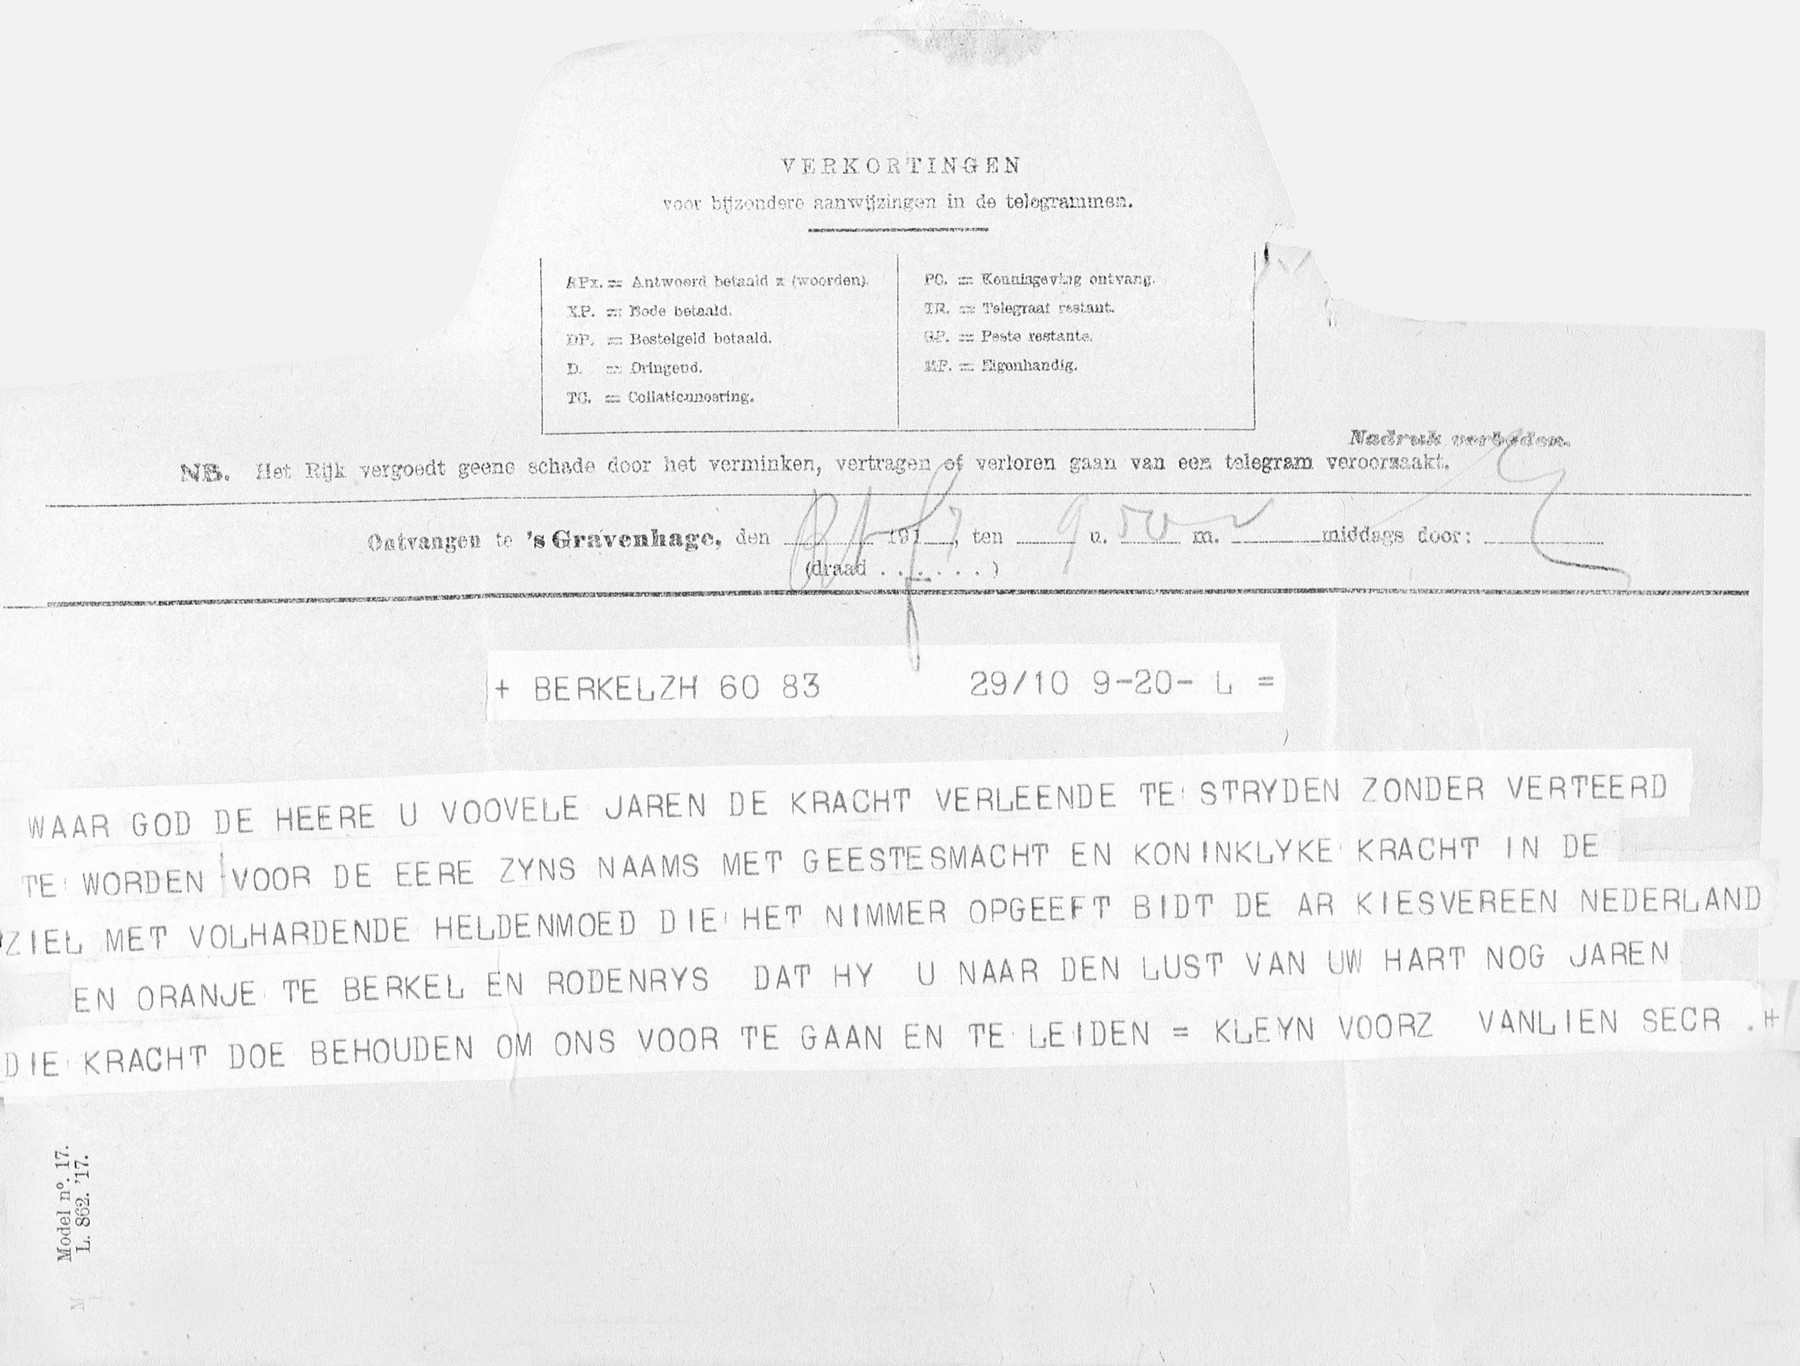 VERKORTINGEN
voor bijzondere aanwijzingen in de telegrammen.
RPx. = Antwoord betaald x (woorden).
XP. = Bode betaald.
DP. = Bestelgeld betaald.
D. = Dringend.
TC. = Collationneering.
PC. = Kennisgeving ontvang.
TR. = Telegraaf restant.
GP. = Poste restante.
MP. = Eigenhandig.
Nadruk verboden.
NB. Het Rijk vergoedt geene schade door het verminken, vertragen of verloren gaan van een telegram veroorzaakt.
Ontvangen te 's Gravenhage, den 1917, ten 9 u. 50 m. middags door:
(draad . . . . . . . )
+ BERKELZH 60 83 29/10 9-20- L =
WAAR GOD DE HEERE U VOOVELE JAREN DE KRACHT VERLEENDE TE STRYDEN ZONDER VERTEERD
TE WORDEN VOOR DE EERE ZYNS NAAMS MET GEESTESMACHT EN KONINKLYKE KRACHT IN DE
ZIEL MET VOLHARDENDE HELDENMOED DIE HET NIMMER OPGEEFT BIDT DE AR KIESVEREEN NEDERLAND
EN ORANJE TE BERKEL EN RODENRYS DAT HY U NAAR DEN LUST VAN UW HART NOG JAREN
DIE KRACHT DOE BEHOUDEN OM ONS VOOR TE GAAN EN TE LEIDEN = KLEYN VOORZ VANLIEN SECR . +
Model nº. 17.
L. 862. '17.